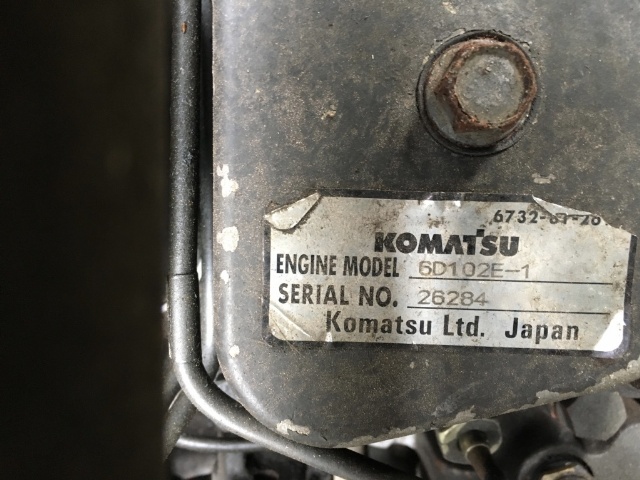 KOMATSU
ENGINE MODEL 6D102E-1
SERIAL NO. 26284
Komatsu Ltd. Japan